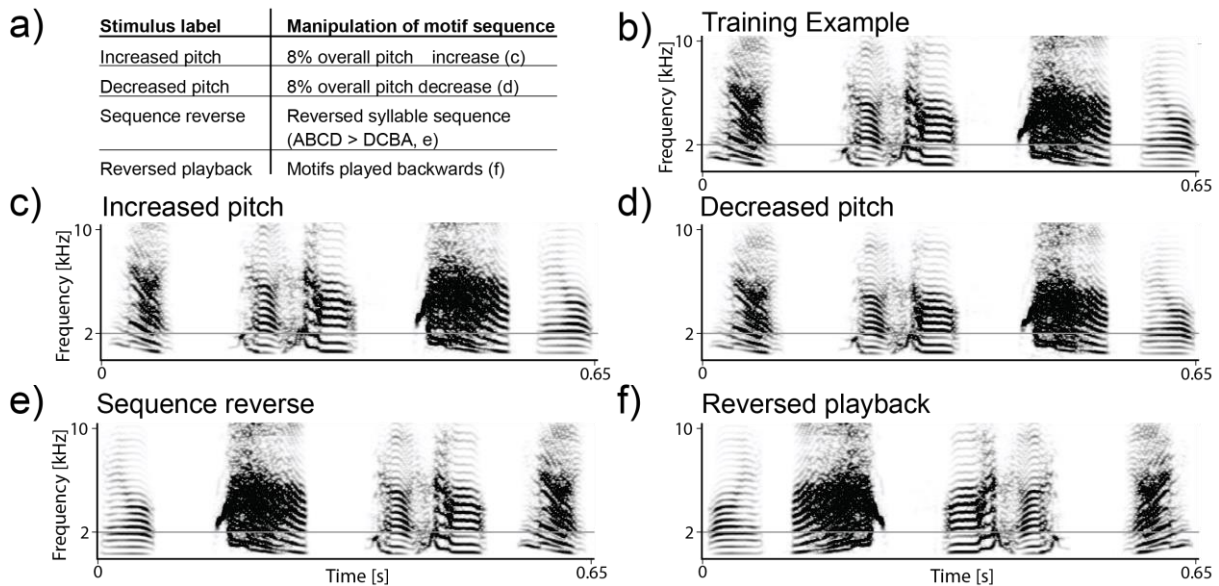 a)
Stimulus label Manipulation of motif sequence
Increased pitch 8% overall pitch increase (c)
Decreased pitch 8% overall pitch decrease (d)
Sequence reverse Reversed syllable sequence
(ABCD > DCBA, e)
Reversed playback Motifs played backwards (f)
b) Training Example
10
Frequency [kHz]
2
0 0.65
c) Increased pitch
10
Frequency [kHz]
2
0 0.65
d) Decreased pitch
10
Frequency [kHz]
2
0 0.65
e) Sequence reverse
10
Frequency [kHz]
2
0 Time [s] 0.65
f) Reversed playback
10
2
0 Time [s] 0.65